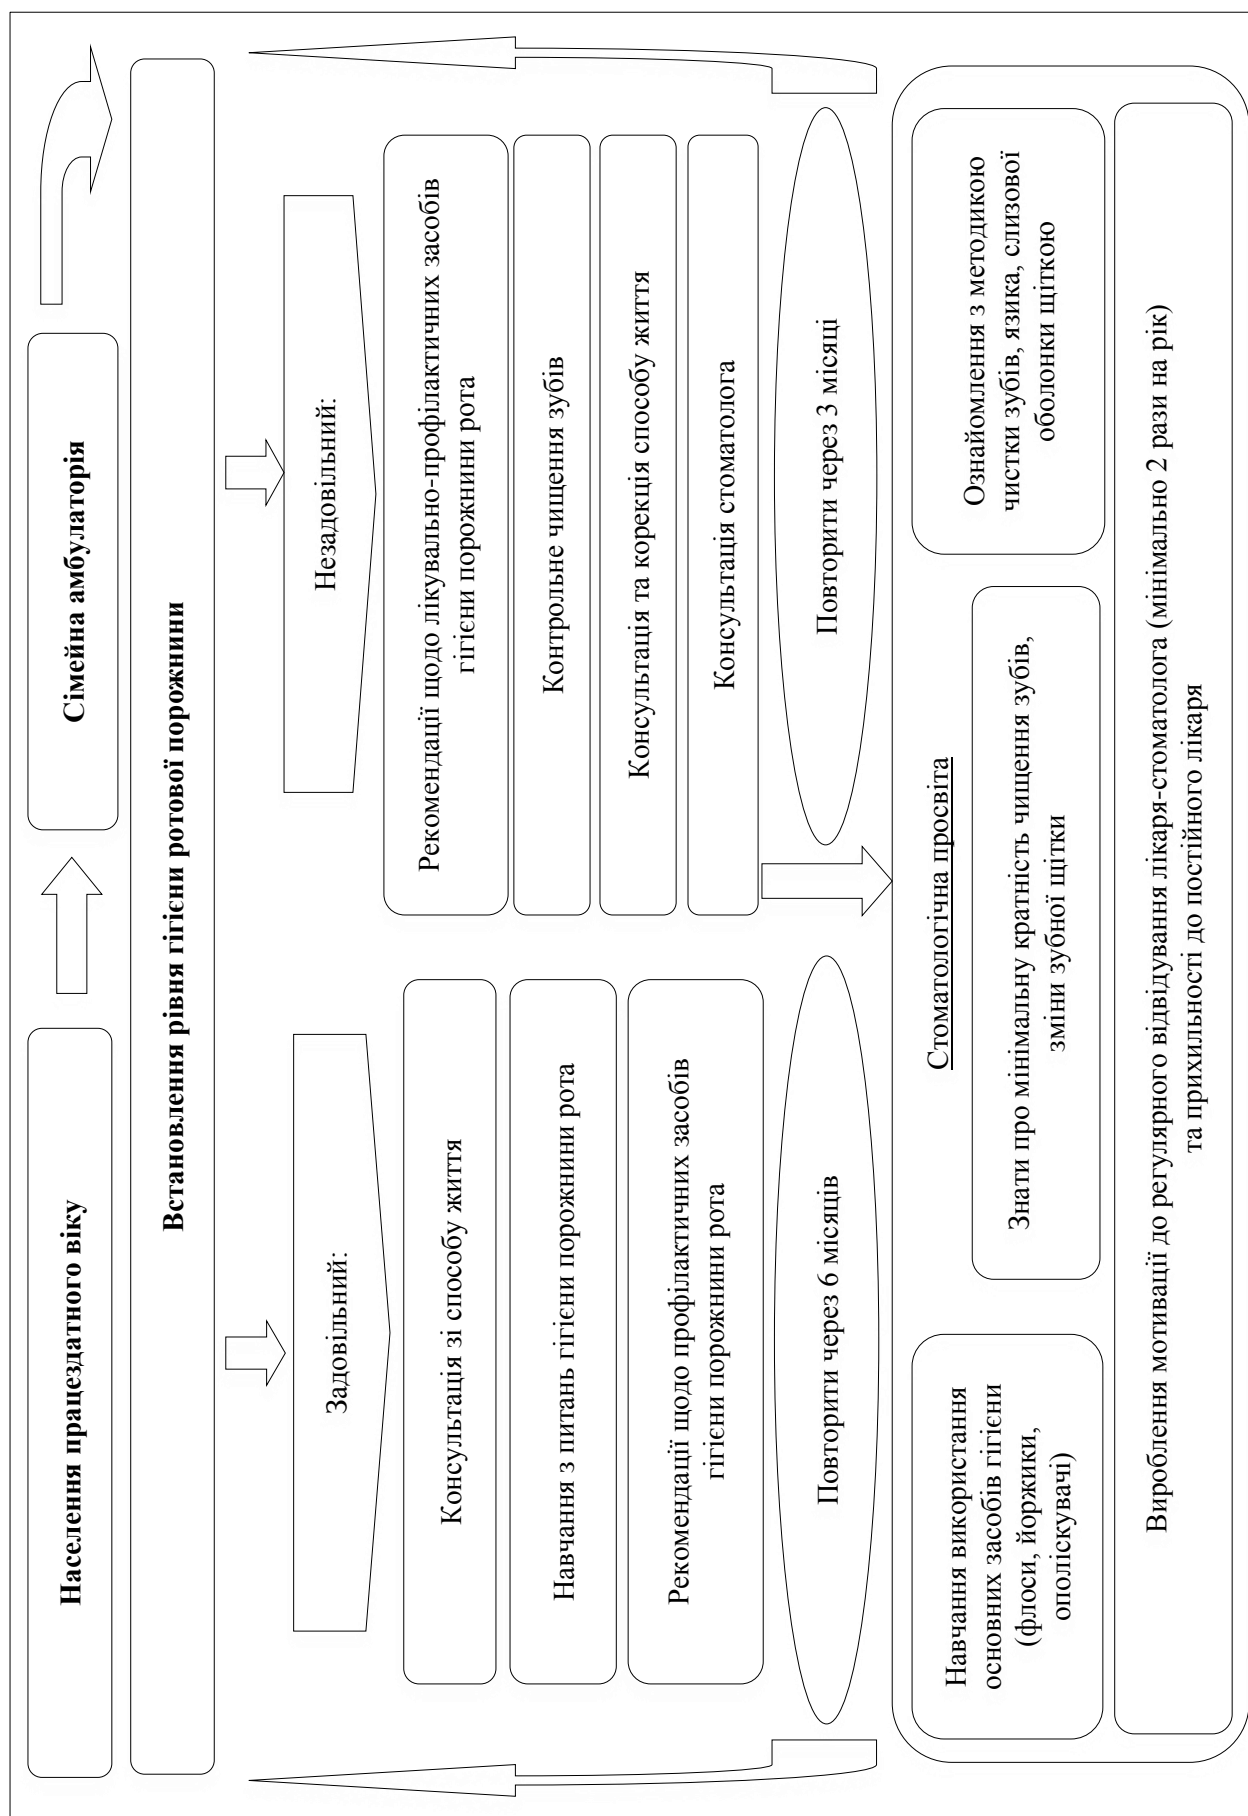 Населення працездатного віку
Сімейна амбулаторія
Встановлення рівня гігієни ротової порожнини
Задовільний:
Консультація зі способу життя
Навчання з питань гігієни порожнини рота
Рекомендації щодо профілактичних засобів
гігієни порожнини рота
Повторити через 6 місяців
Незадовільний:
Рекомендації щодо лікувально-профілактичних засобів
гігієни порожнини рота
Контрольне чищення зубів
Консультація та корекція способу життя
Консультація стоматолога
Повторити через 3 місяці
Стоматологічна просвіта
Навчання використання
основних засобів гігієни
(флоси, йоржики,
ополіскувачі)
Знати про мінімальну кратність чищення зубів,
зміни зубної щітки
Ознайомлення з методикою
чистки зубів, язика, слизової
оболонки щіткою
Вироблення мотивації до регулярного відвідування лікаря-стоматолога (мінімально 2 рази на рік)
та прихильності до постійного лікаря